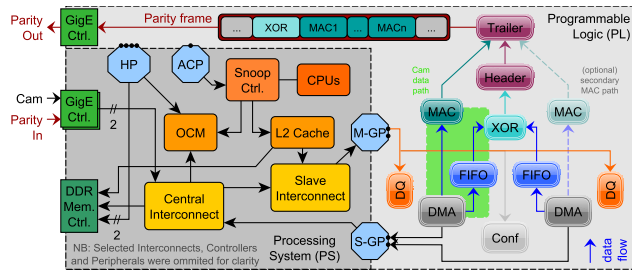 Parity
Out
GigE
Ctrl.
Parity frame
...
XOR
MAC1
...
MACn
...
Trailer
Programmable
Logic (PL)
HP
ACP
Snoop
Ctrl.
CPUs
Cam
data
path
Header
(optional)
secondary
MAC path
Cam
Parity
In
GigE
Ctrl.
2
OCM
L2 Cache
M-GP
MAC
XOR
MAC
DQ
FIFO
FIFO
DQ
DDR
Mem.
Ctrl.
2
Central
Interconnect
Slave
Interconnect
DMA
Conf
DMA
S-GP
data
flow
NB: Selected Interconnects, Controllers
and Peripherals were ommited for clarity
Processing
System (PS)